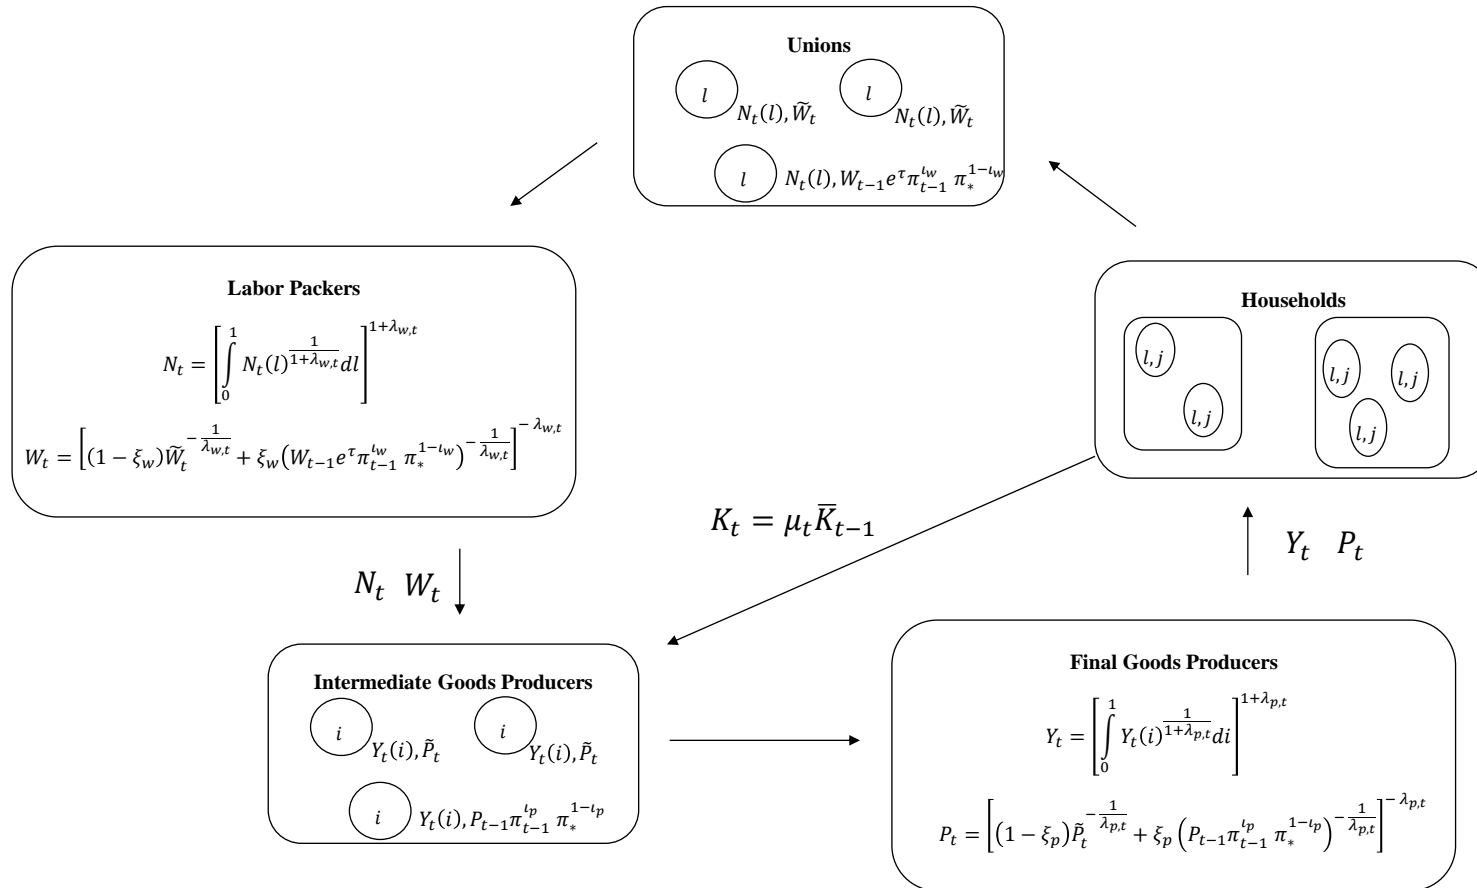 Unions
l
l
N_t(l), W̃_t
N_t(l), W̃_t
l
N_t(l), W_{t−1}e^τ π_{t−1}^{ι_w} π_*^{1−ι_w}
Labor Packers
N_t = [∫_0^1 N_t(l)^{1/(1+λ_{w,t})} dl]^{1+λ_{w,t}}
W_t = [(1 − ξ_w)W̃_t^{−1/λ_{w,t}} + ξ_w(W_{t−1}e^τ π_{t−1}^{ι_w} π_*^{1−ι_w})^{−1/λ_{w,t}}]^{−λ_{w,t}}
Households
l, j
l, j
l, j
l, j
l, j
K_t = μ_t K̅_{t−1}
Y_t P_t
N_t W_t
Intermediate Goods Producers
i
i
Y_t(i), P̃_t
Y_t(i), P̃_t
i
Y_t(i), P_{t−1}π_{t−1}^{ι_p} π_*^{1−ι_p}
Final Goods Producers
Y_t = [∫_0^1 Y_t(i)^{1/(1+λ_{p,t})} di]^{1+λ_{p,t}}
P_t = [(1 − ξ_p)P̃_t^{−1/λ_{p,t}} + ξ_p (P_{t−1}π_{t−1}^{ι_p} π_*^{1−ι_p})^{−1/λ_{p,t}}]^{−λ_{p,t}}